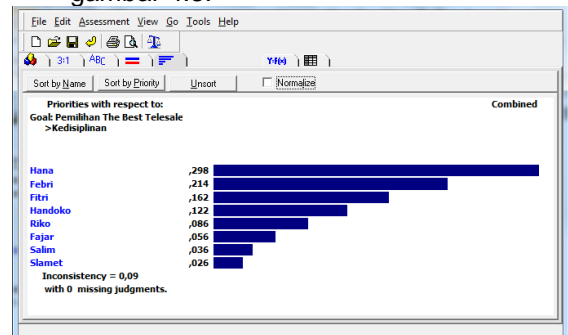 File Edit Assessment View Go Tools Help
3:1 ABC Y=f(x)
Sort by Name Sort by Priority Unsort Normalize
Priorities with respect to: Combined
Goal: Pemilihan The Best Telesale
>Kedisiplinan
Hana ,298
Febri ,214
Fitri ,162
Handoko ,122
Riko ,086
Fajar ,056
Salim ,036
Slamet ,026
Inconsistency = 0,09
with 0 missing judgments.